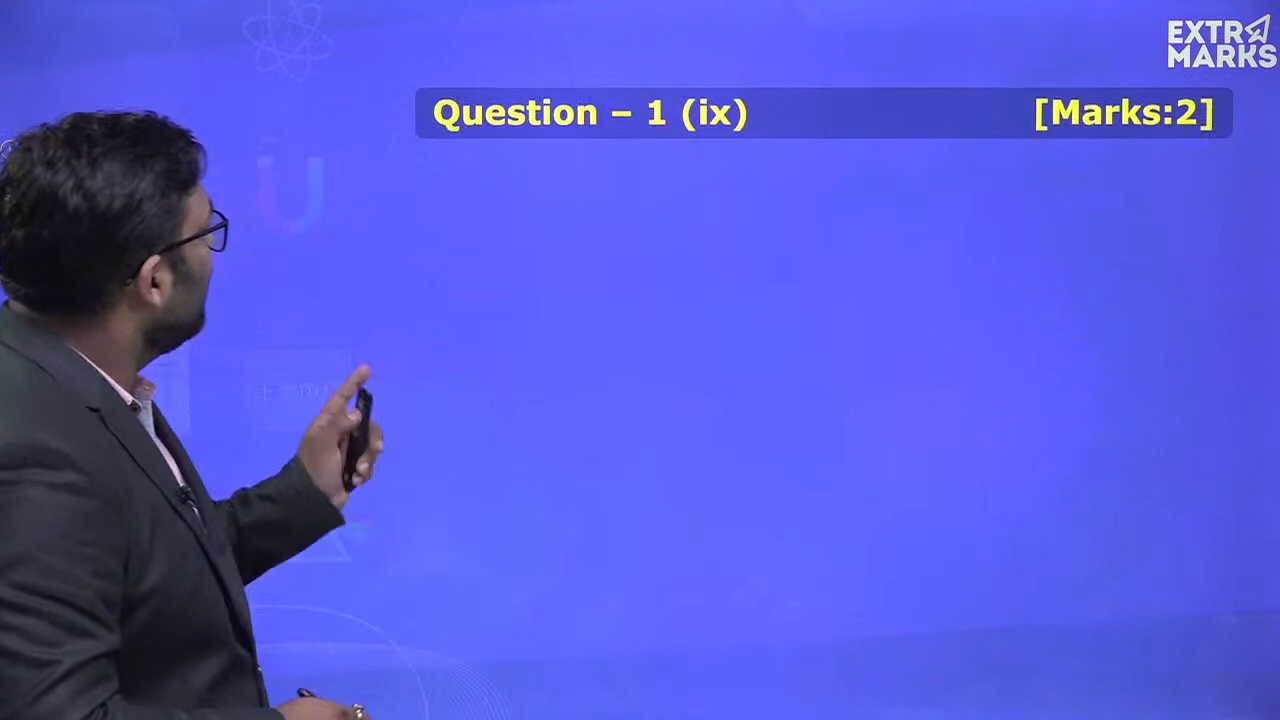 EXTRA
MARKS
Question – 1 (ix) [Marks:2]